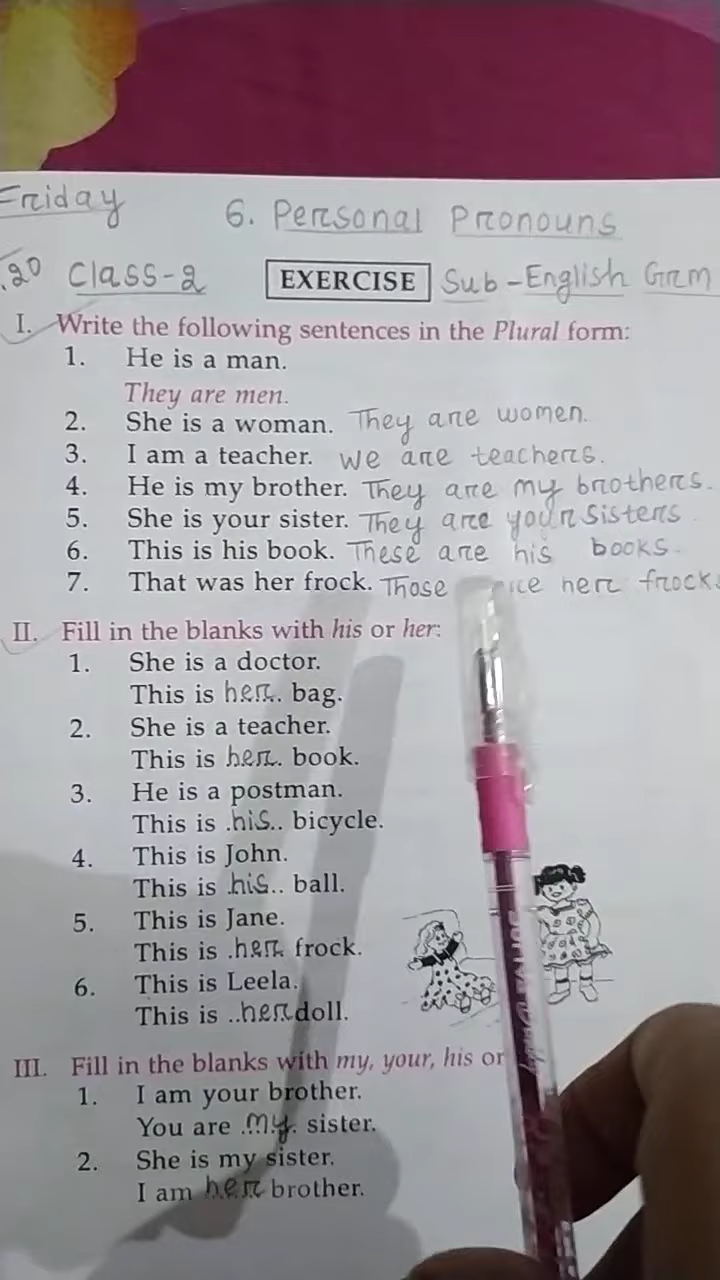 Friday 6. Personal Pronouns
.20 Class-2 EXERCISE Sub-English Grm
I. Write the following sentences in the Plural form:
1. He is a man.
They are men.
2. She is a woman. They are women.
3. I am a teacher. we are teachers.
4. He is my brother. They are my brothers.
5. She is your sister. They are your sisters
6. This is his book. These are his books.
7. That was her frock. Those her frocks
II. Fill in the blanks with his or her:
1. She is a doctor.
This is her. bag.
2. She is a teacher.
This is her. book.
3. He is a postman.
This is .his.. bicycle.
4. This is John.
This is .his.. ball.
5. This is Jane.
This is .her frock.
6. This is Leela.
This is ..her doll.
III. Fill in the blanks with my, your, his or
1. I am your brother.
You are .my. sister.
2. She is my sister.
I am her brother.